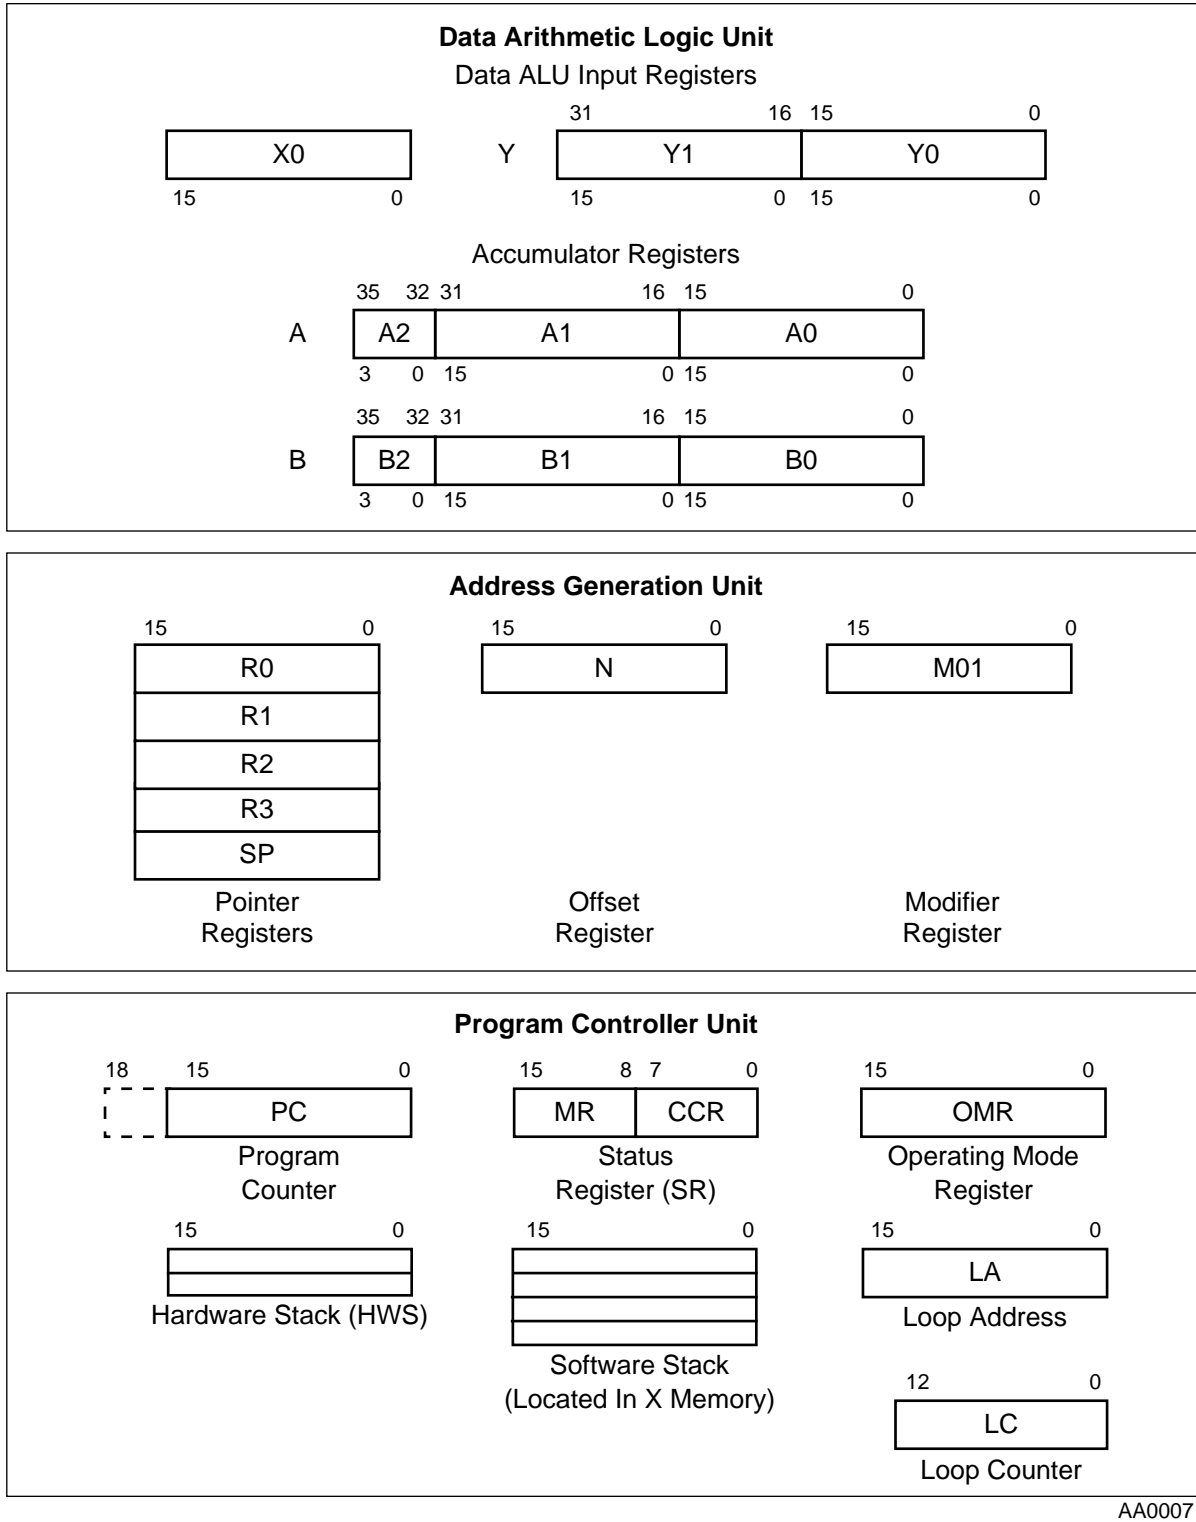 Data Arithmetic Logic Unit
Data ALU Input Registers
31 16 15 0
X0 Y Y1 Y0
15 0 15 0 15 0
Accumulator Registers
35 32 31 16 15 0
A A2 A1 A0
3 0 15 0 15 0
35 32 31 16 15 0
B B2 B1 B0
3 0 15 0 15 0
Address Generation Unit
15 0 15 0 15 0
R0 N M01
R1
R2
R3
SP
Pointer Offset Modifier
Registers Register Register
Program Controller Unit
18 15 0 15 8 7 0 15 0
PC MR CCR OMR
Program Status Operating Mode
Counter Register (SR) Register
15 0 15 0 15 0
LA
Hardware Stack (HWS) Loop Address
Software Stack
(Located In X Memory)
12 0
LC
Loop Counter
AA0007